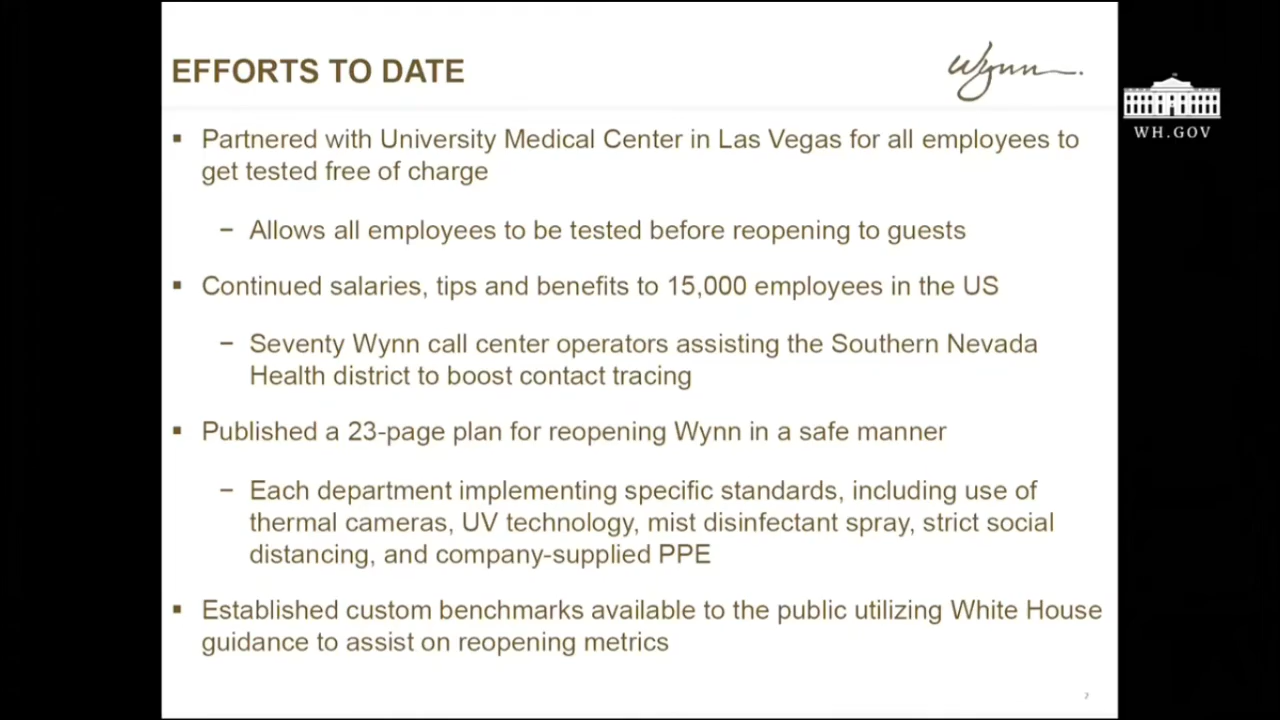 EFFORTS TO DATE
Wynn.
WH.GOV
▪ Partnered with University Medical Center in Las Vegas for all employees to
get tested free of charge
− Allows all employees to be tested before reopening to guests
▪ Continued salaries, tips and benefits to 15,000 employees in the US
− Seventy Wynn call center operators assisting the Southern Nevada
Health district to boost contact tracing
▪ Published a 23-page plan for reopening Wynn in a safe manner
− Each department implementing specific standards, including use of
thermal cameras, UV technology, mist disinfectant spray, strict social
distancing, and company-supplied PPE
▪ Established custom benchmarks available to the public utilizing White House
guidance to assist on reopening metrics
2